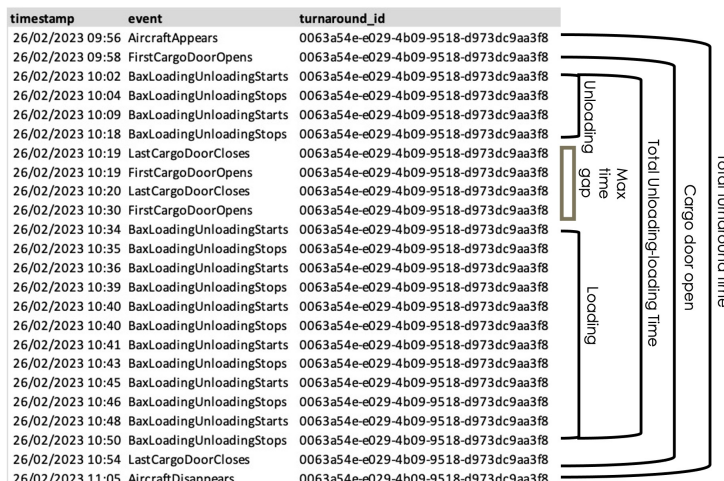 timestamp event turnaround_id
26/02/2023 09:56 AircraftAppears 0063a54e-e029-4b09-9518-d973dc9aa3f8
26/02/2023 09:58 FirstCargoDoorOpens 0063a54e-e029-4b09-9518-d973dc9aa3f8
26/02/2023 10:02 BaxLoadingUnloadingStarts 0063a54e-e029-4b09-9518-d973dc9aa3f8
26/02/2023 10:04 BaxLoadingUnloadingStops 0063a54e-e029-4b09-9518-d973dc9aa3f8
26/02/2023 10:09 BaxLoadingUnloadingStarts 0063a54e-e029-4b09-9518-d973dc9aa3f8
26/02/2023 10:18 BaxLoadingUnloadingStops 0063a54e-e029-4b09-9518-d973dc9aa3f8
26/02/2023 10:19 LastCargoDoorCloses 0063a54e-e029-4b09-9518-d973dc9aa3f8
26/02/2023 10:19 FirstCargoDoorOpens 0063a54e-e029-4b09-9518-d973dc9aa3f8
26/02/2023 10:20 LastCargoDoorCloses 0063a54e-e029-4b09-9518-d973dc9aa3f8
26/02/2023 10:30 FirstCargoDoorOpens 0063a54e-e029-4b09-9518-d973dc9aa3f8
26/02/2023 10:34 BaxLoadingUnloadingStarts 0063a54e-e029-4b09-9518-d973dc9aa3f8
26/02/2023 10:35 BaxLoadingUnloadingStops 0063a54e-e029-4b09-9518-d973dc9aa3f8
26/02/2023 10:36 BaxLoadingUnloadingStarts 0063a54e-e029-4b09-9518-d973dc9aa3f8
26/02/2023 10:39 BaxLoadingUnloadingStops 0063a54e-e029-4b09-9518-d973dc9aa3f8
26/02/2023 10:40 BaxLoadingUnloadingStarts 0063a54e-e029-4b09-9518-d973dc9aa3f8
26/02/2023 10:40 BaxLoadingUnloadingStops 0063a54e-e029-4b09-9518-d973dc9aa3f8
26/02/2023 10:41 BaxLoadingUnloadingStarts 0063a54e-e029-4b09-9518-d973dc9aa3f8
26/02/2023 10:43 BaxLoadingUnloadingStops 0063a54e-e029-4b09-9518-d973dc9aa3f8
26/02/2023 10:45 BaxLoadingUnloadingStarts 0063a54e-e029-4b09-9518-d973dc9aa3f8
26/02/2023 10:46 BaxLoadingUnloadingStops 0063a54e-e029-4b09-9518-d973dc9aa3f8
26/02/2023 10:48 BaxLoadingUnloadingStarts 0063a54e-e029-4b09-9518-d973dc9aa3f8
26/02/2023 10:50 BaxLoadingUnloadingStops 0063a54e-e029-4b09-9518-d973dc9aa3f8
26/02/2023 10:54 LastCargoDoorCloses 0063a54e-e029-4b09-9518-d973dc9aa3f8
26/02/2023 11:05 AircraftDisappears 0063a54e-e029-4b09-9518-d973dc9aa3f8
Unloading
Max
time
gap
Loading
Total Unloading-loading Time
Cargo door open
Total turnaround time